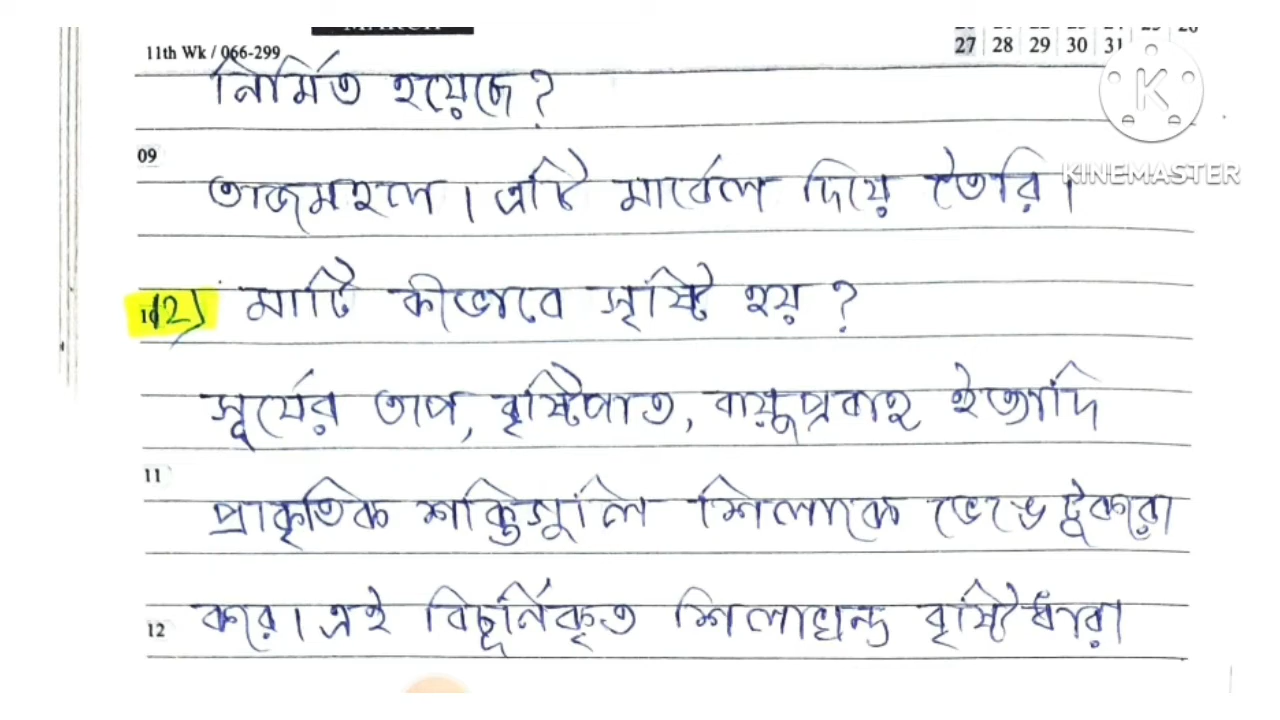 11th Wk / 066-299
27 28 29 30 31
নির্মিত হয়েছে?
09
তাজমহল। এটি মার্বেল দিয়ে তৈরি।
KINEMASTER
12) মাটি কীভাবে সৃষ্টি হয়?
সূর্যের তাপ, বৃষ্টিপাত, বায়ুপ্রবাহ ইত্যাদি
11
প্রাকৃতিক শক্তিগুলি শিলাকে ভেঙে টুকরো
12 করে। এই বিচূর্নিকৃত শিলাখন্ড বৃষ্টিধারা